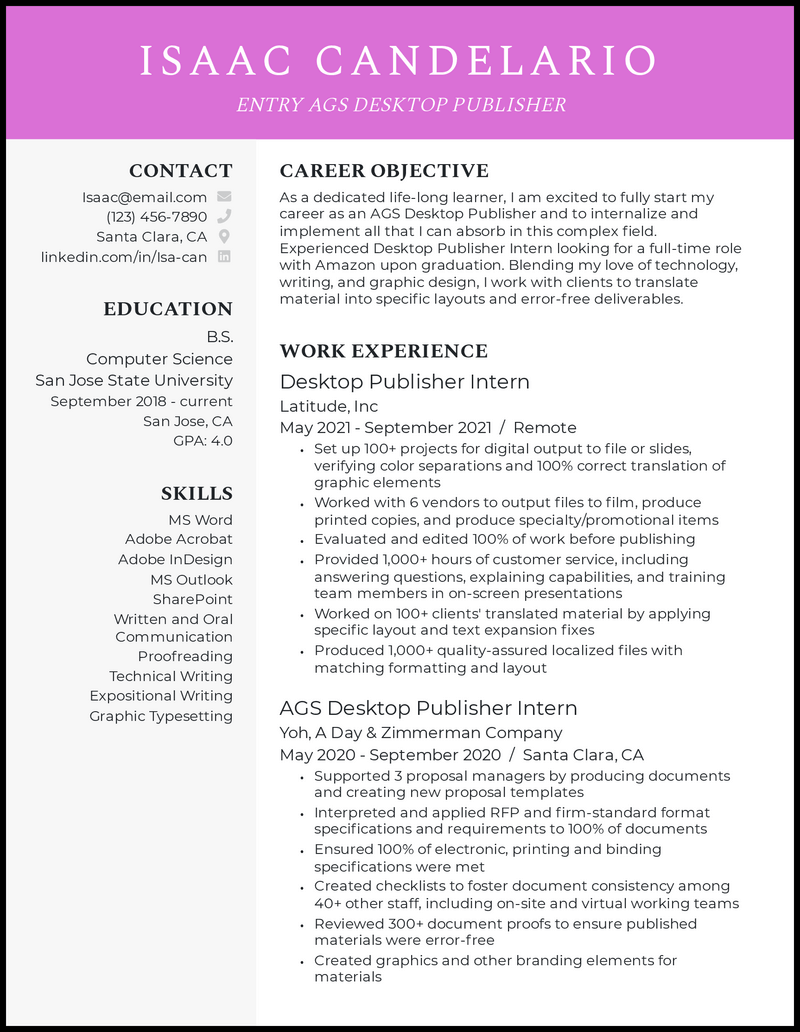 ISAAC CANDELARIO
ENTRY AGS DESKTOP PUBLISHER
CONTACT
Isaac@email.com
(123) 456-7890
Santa Clara, CA
linkedin.com/in/Isa-can
EDUCATION
B.S.
Computer Science
San Jose State University
September 2018 - current
San Jose, CA
GPA: 4.0
SKILLS
MS Word
Adobe Acrobat
Adobe InDesign
MS Outlook
SharePoint
Written and Oral
Communication
Proofreading
Technical Writing
Expositional Writing
Graphic Typesetting
CAREER OBJECTIVE
As a dedicated life-long learner, I am excited to fully start my
career as an AGS Desktop Publisher and to internalize and
implement all that I can absorb in this complex field.
Experienced Desktop Publisher Intern looking for a full-time role
with Amazon upon graduation. Blending my love of technology,
writing, and graphic design, I work with clients to translate
material into specific layouts and error-free deliverables.
WORK EXPERIENCE
Desktop Publisher Intern
Latitude, Inc
May 2021 - September 2021 / Remote
• Set up 100+ projects for digital output to file or slides,
verifying color separations and 100% correct translation of
graphic elements
• Worked with 6 vendors to output files to film, produce
printed copies, and produce specialty/promotional items
• Evaluated and edited 100% of work before publishing
• Provided 1,000+ hours of customer service, including
answering questions, explaining capabilities, and training
team members in on-screen presentations
• Worked on 100+ clients' translated material by applying
specific layout and text expansion fixes
• Produced 1,000+ quality-assured localized files with
matching formatting and layout
AGS Desktop Publisher Intern
Yoh, A Day & Zimmerman Company
May 2020 - September 2020 / Santa Clara, CA
• Supported 3 proposal managers by producing documents
and creating new proposal templates
• Interpreted and applied RFP and firm-standard format
specifications and requirements to 100% of documents
• Ensured 100% of electronic, printing and binding
specifications were met
• Created checklists to foster document consistency among
40+ other staff, including on-site and virtual working teams
• Reviewed 300+ document proofs to ensure published
materials were error-free
• Created graphics and other branding elements for
materials